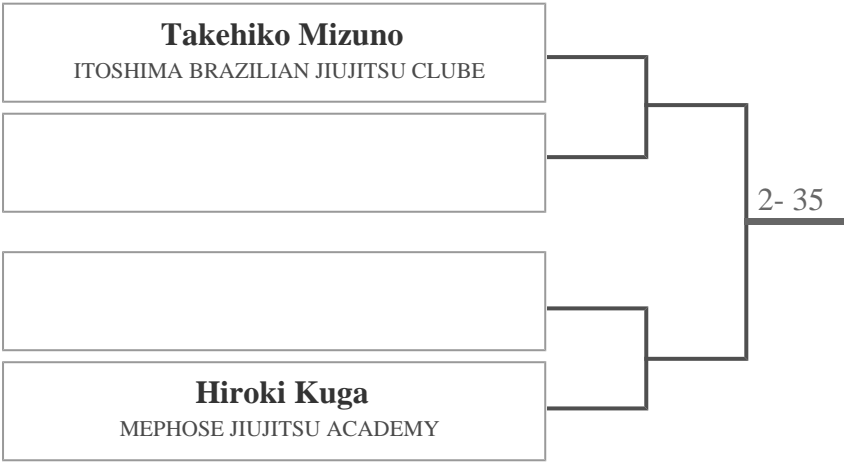 Takehiko Mizuno
ITOSHIMA BRAZILIAN JIUJITSU CLUBE
2- 35
Hiroki Kuga
MEPHOSE JIUJITSU ACADEMY